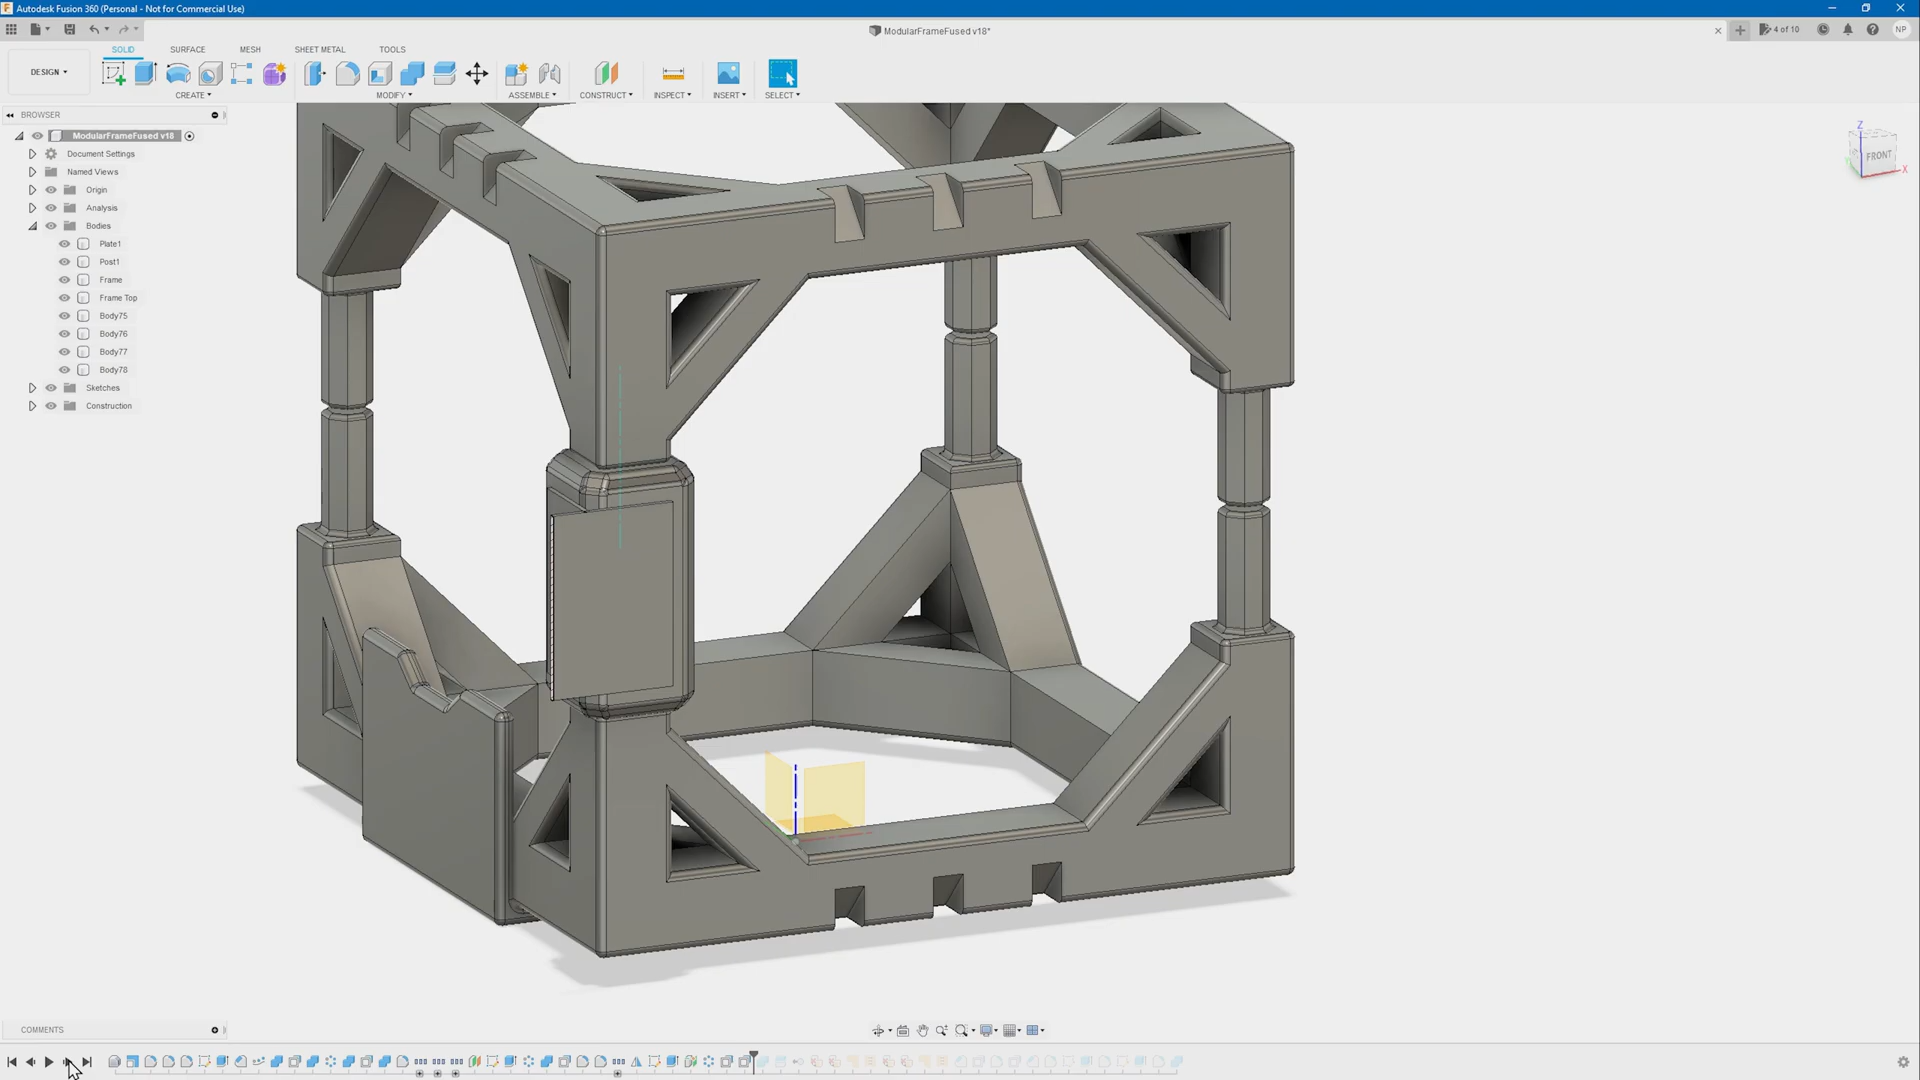 Autodesk Fusion 360 (Personal - Not for Commercial Use)
ModularFrameFused v18*
4 of 10
NP
SOLID SURFACE MESH SHEET METAL TOOLS
DESIGN
CREATE MODIFY ASSEMBLE CONSTRUCT INSPECT INSERT SELECT
BROWSER
ModularFrameFused v18
Document Settings
Named Views
Origin
Analysis
Bodies
Plate1
Post1
Frame
Frame Top
Body75
Body76
Body77
Body78
Sketches
Construction
Z
FRONT
X
COMMENTS